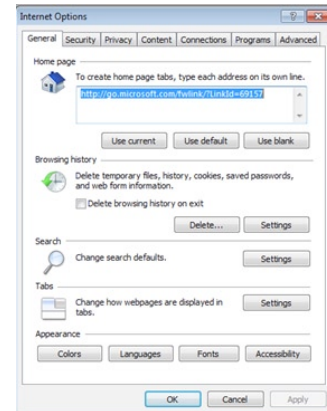 Internet Options
General Security Privacy Content Connections Programs Advanced
Home page
To create home page tabs, type each address on its own line.
http://go.microsoft.com/fwlink/?LinkId=69157
Use current Use default Use blank
Browsing history
Delete temporary files, history, cookies, saved passwords,
and web form information.
Delete browsing history on exit
Delete... Settings
Search
Change search defaults. Settings
Tabs
Change how webpages are displayed in Settings
tabs.
Appearance
Colors Languages Fonts Accessibility
OK Cancel Apply